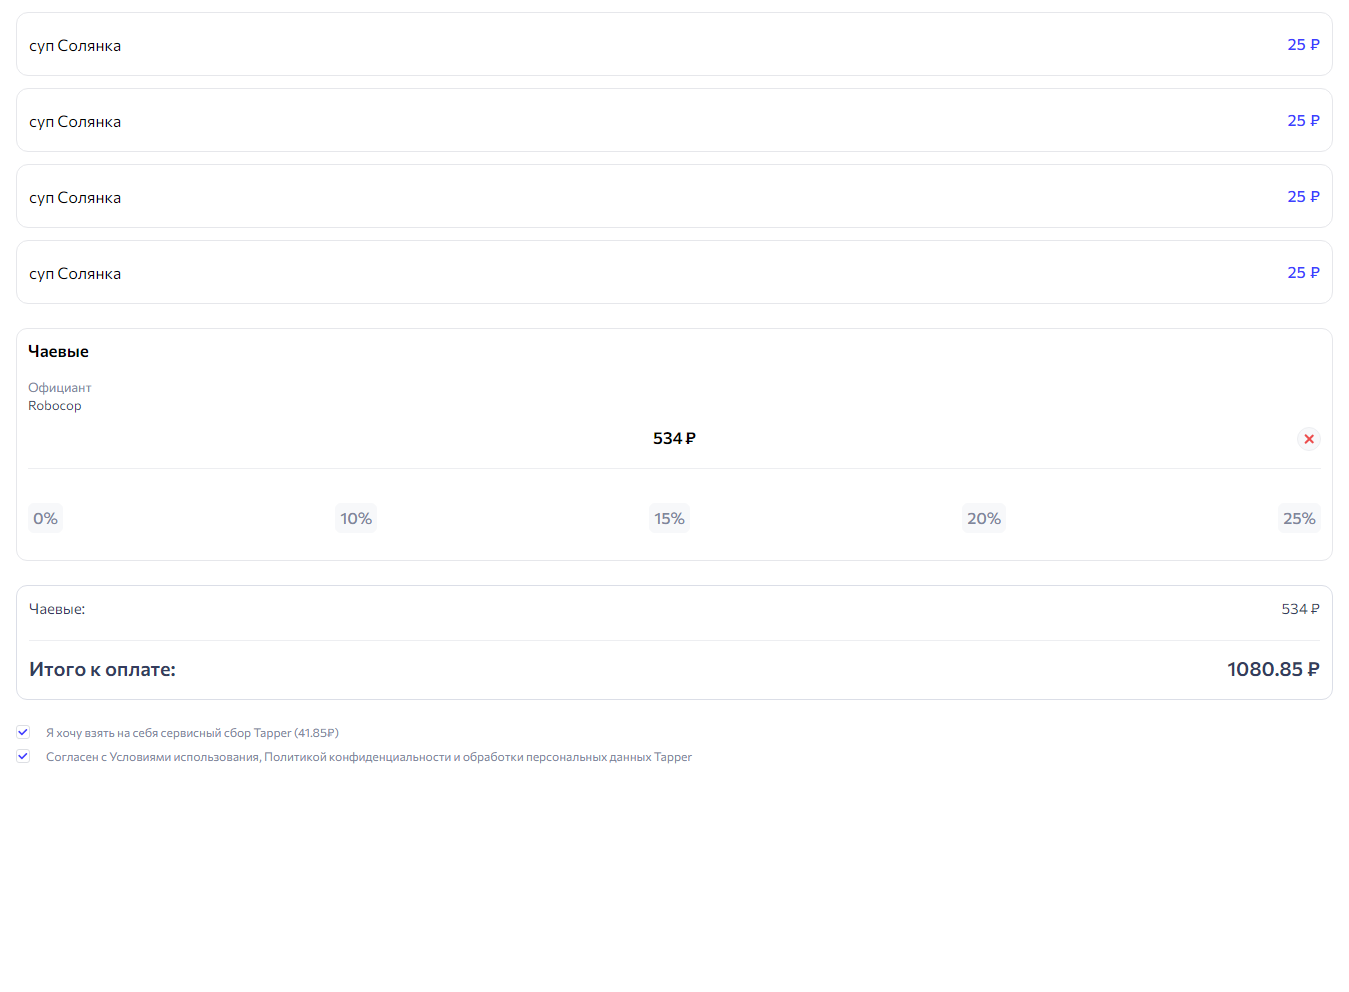 суп Солянка 25 ₽
суп Солянка 25 ₽
суп Солянка 25 ₽
суп Солянка 25 ₽
Чаевые
Официант
Robocop
534 ₽
0% 10% 15% 20% 25%
Чаевые: 534 ₽
Итого к оплате: 1080.85 ₽
Я хочу взять на себя сервисный сбор Tapper (41.85₽)
Согласен с Условиями использования, Политикой конфиденциальности и обработки персональных данных Tapper